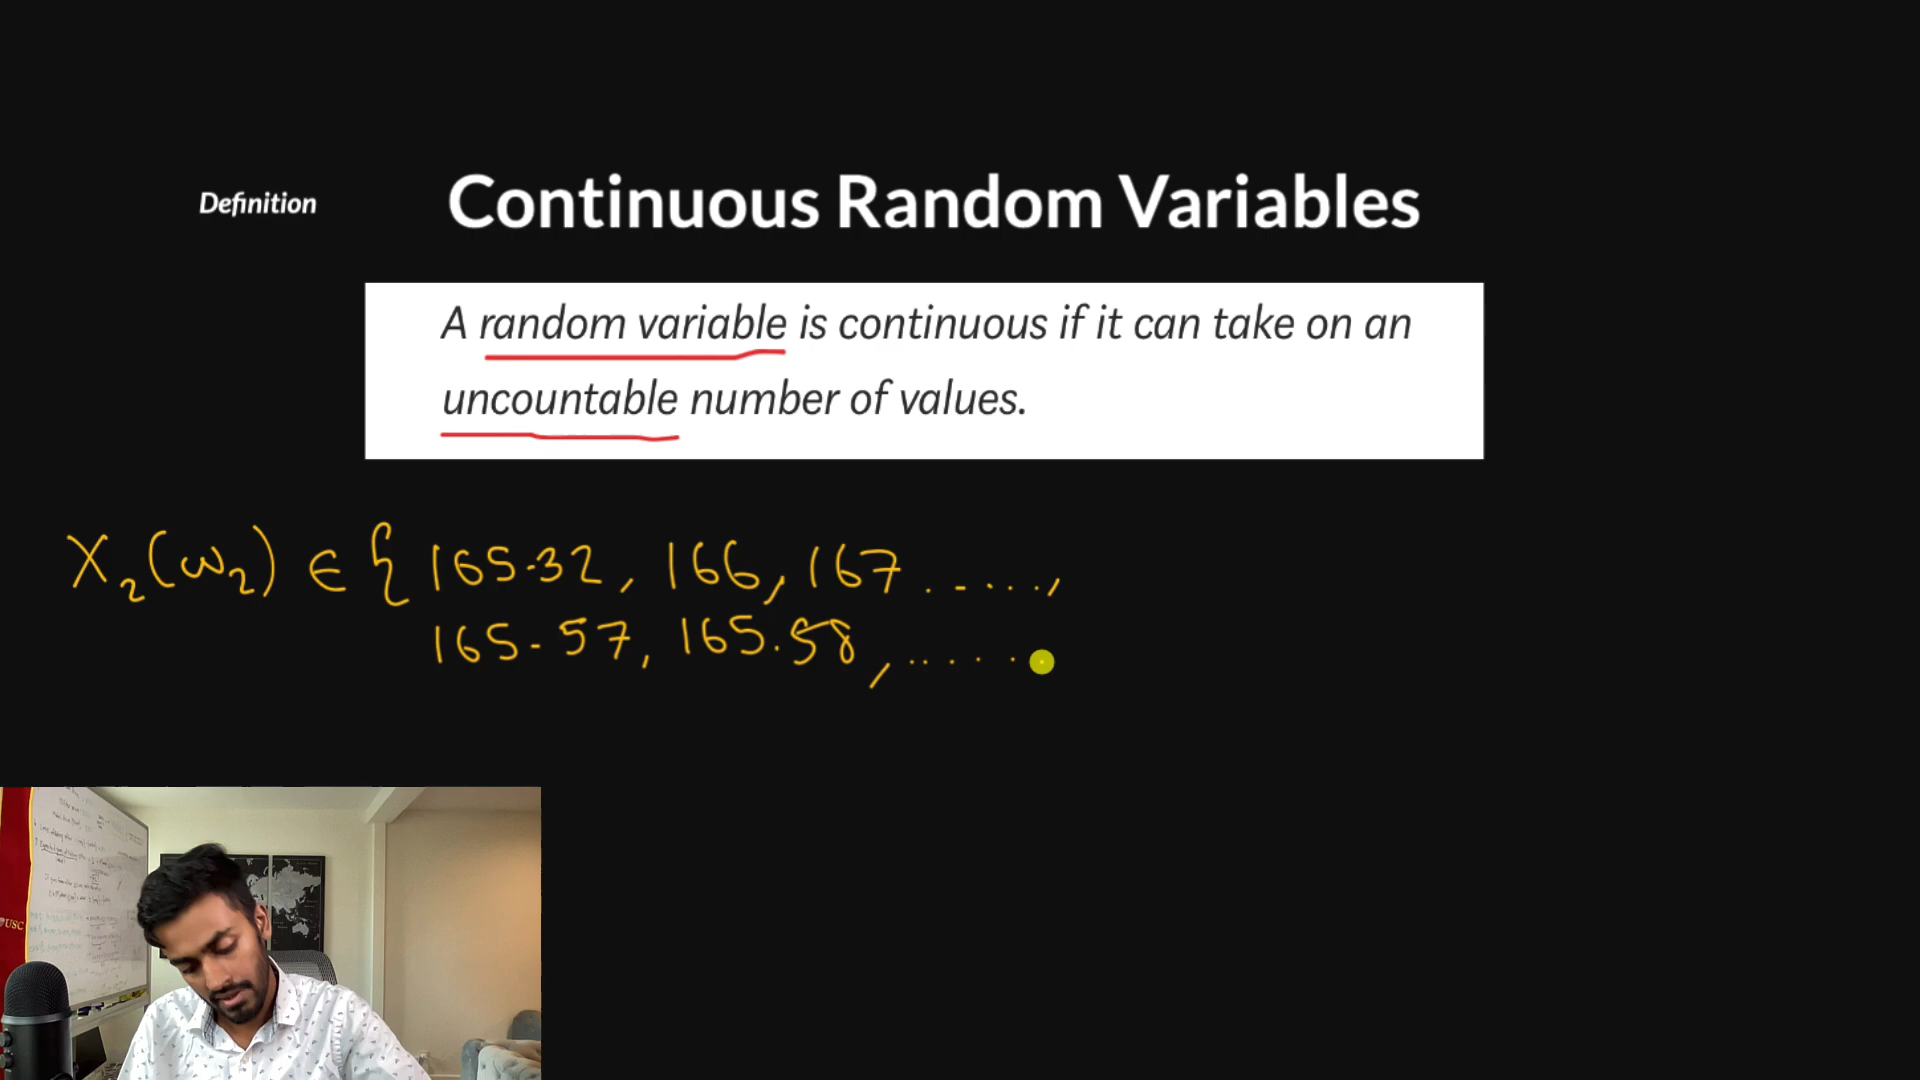 Definition
Continuous Random Variables
A random variable is continuous if it can take on an
uncountable number of values.
X₂(ω₂) ∈ { 165.32, 166, 167 . . . . . . ,
165.57, 165.58, . . . . .
USC